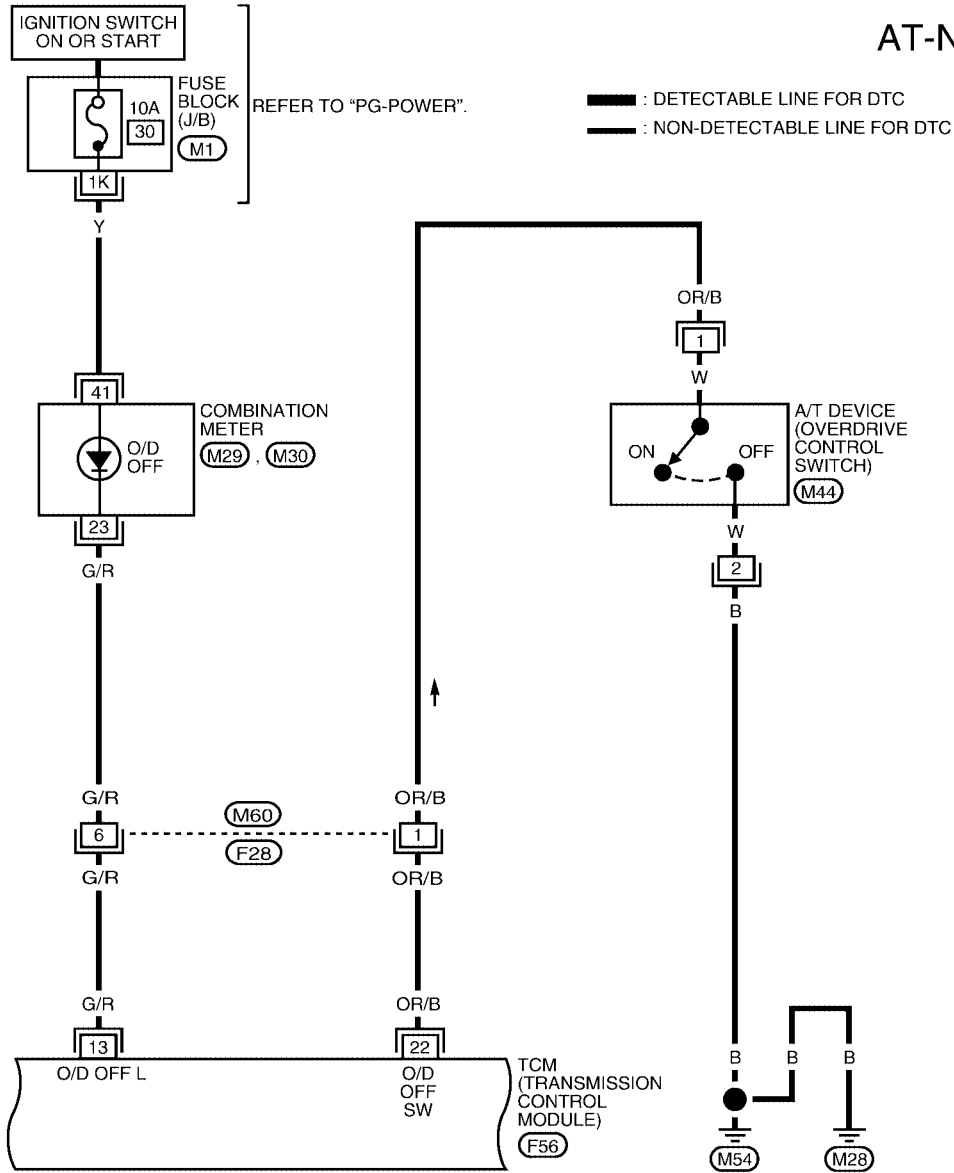 IGNITION SWITCH
ON OR START
AT-N
FUSE
BLOCK
(J/B)
M1
10A
30
REFER TO “PG-POWER”.
: DETECTABLE LINE FOR DTC
: NON-DETECTABLE LINE FOR DTC
1K
Y
OR/B
1
W
41
COMBINATION
METER
M29 , M30
O/D
OFF
A/T DEVICE
(OVERDRIVE
CONTROL
SWITCH)
M44
ON
OFF
23
G/R
W
2
B
G/R
OR/B
6
M60
F28
1
G/R
OR/B
G/R
OR/B
13
22
O/D OFF L
O/D
OFF
SW
TCM
(TRANSMISSION
CONTROL
MODULE)
F56
B
B
B
M54
M28